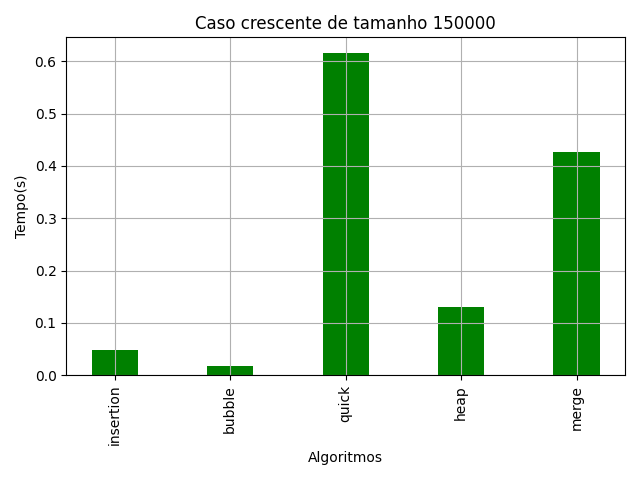 Caso crescente de tamanho 150000
Tempo(s)
0.6
0.5
0.4
0.3
0.2
0.1
0.0
insertion
bubble
quick
heap
merge
Algoritmos